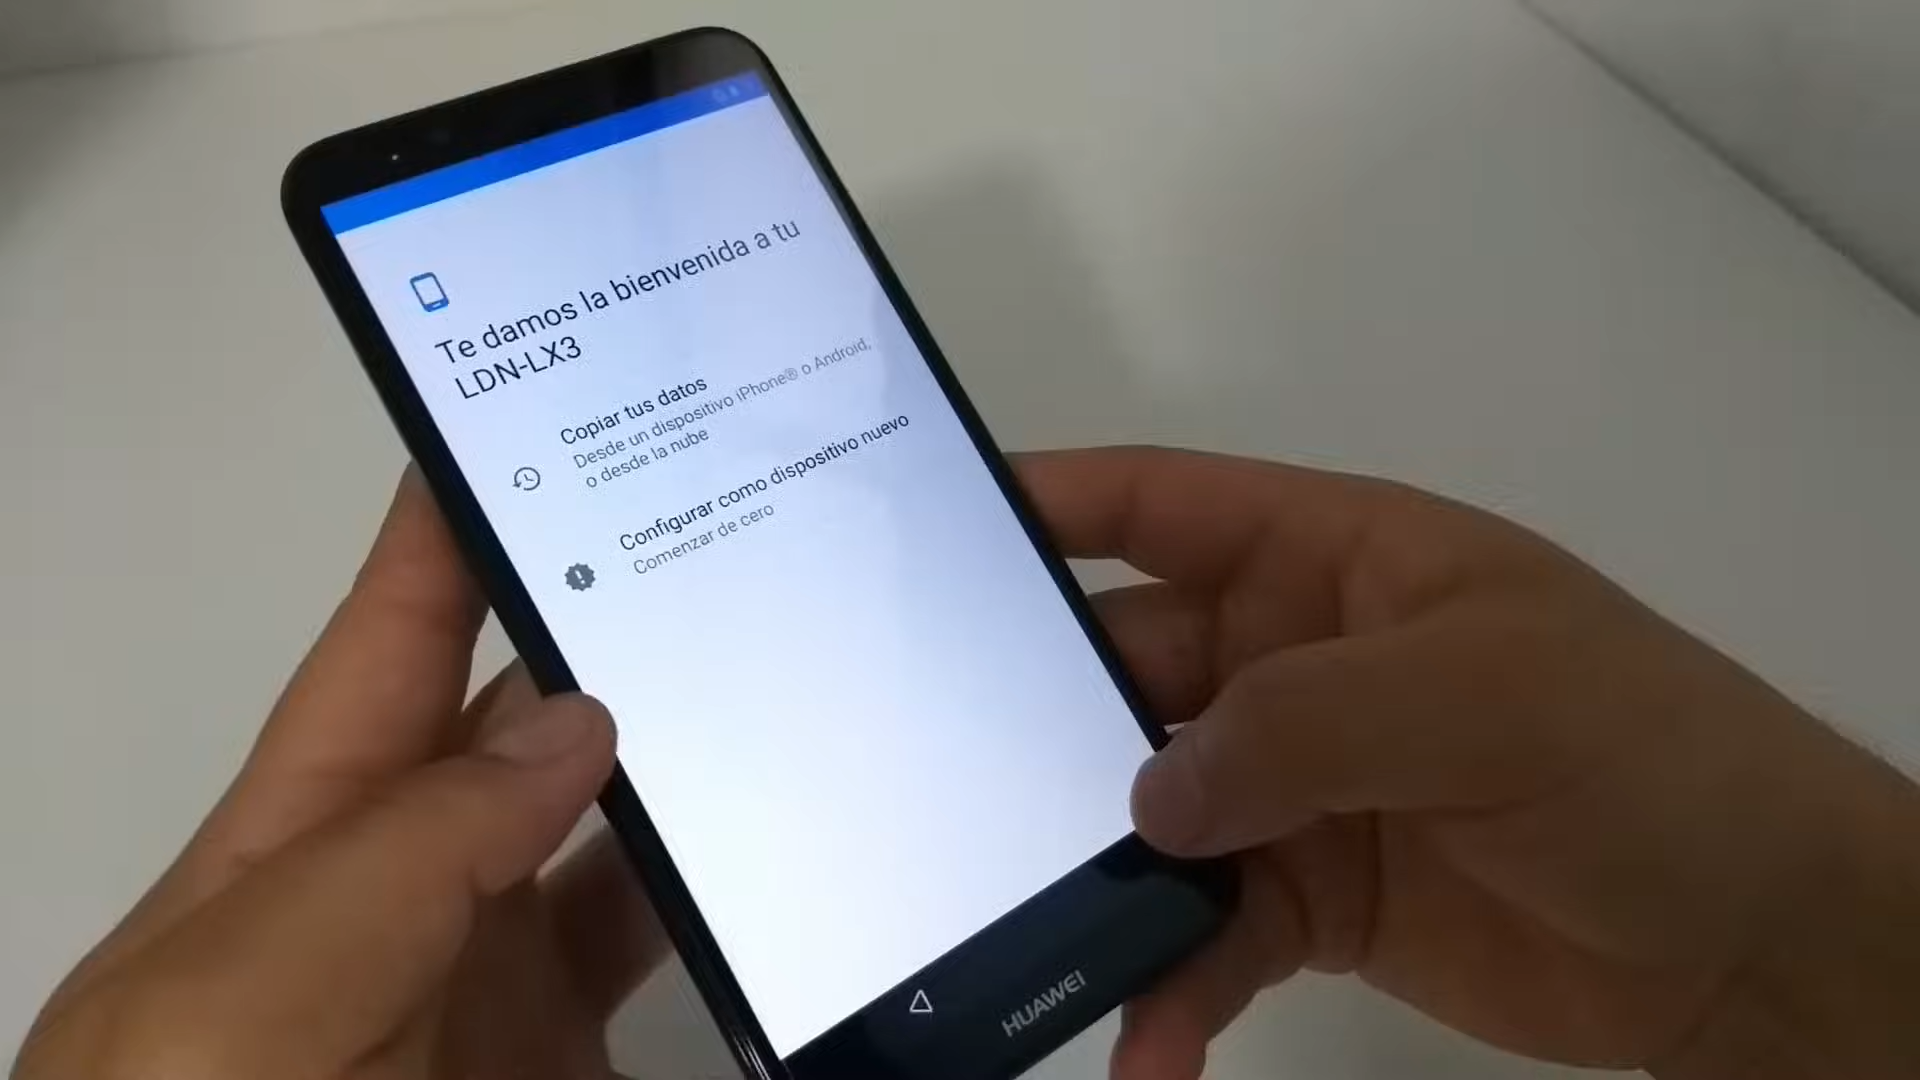 Te damos la bienvenida a tu
LDN-LX3
Copiar tus datos
Desde un dispositivo iPhone® o Android,
o desde la nube
Configurar como dispositivo nuevo
Comenzar de cero
HUAWEI